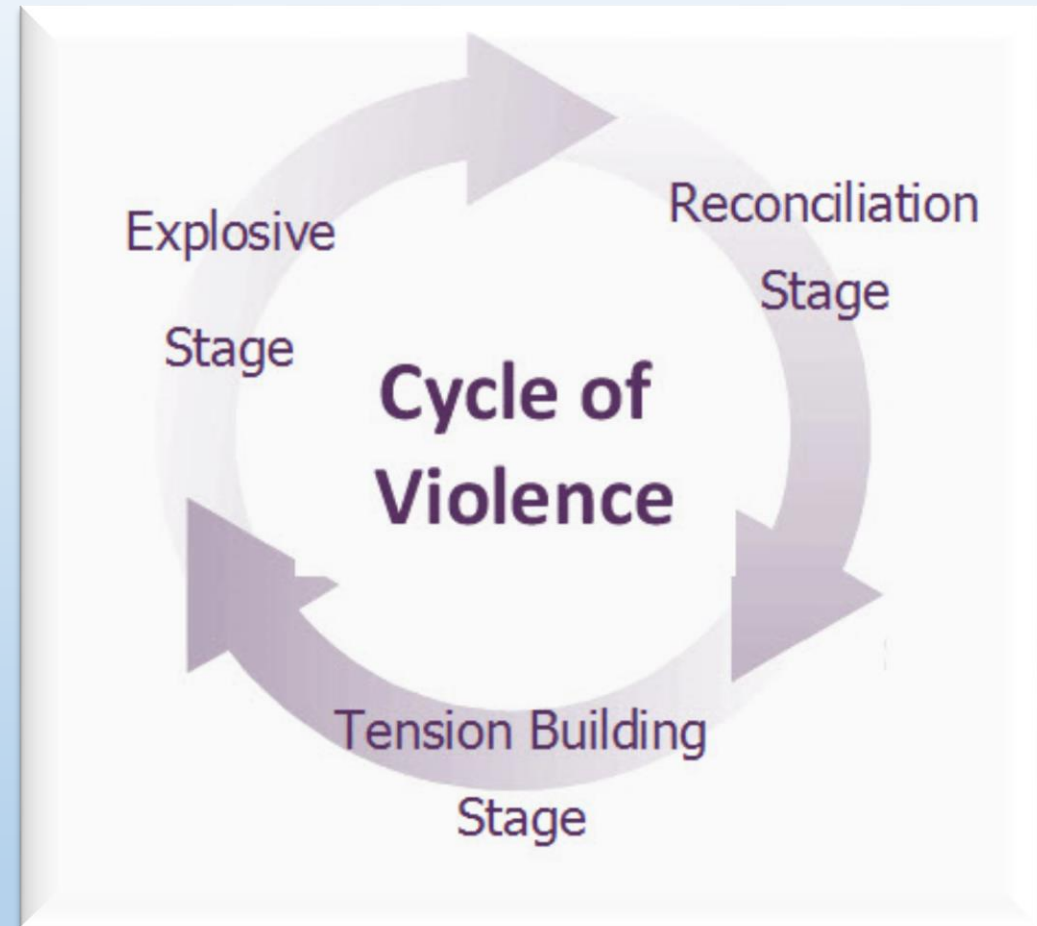 Explosive
Stage
Reconciliation
Stage
Cycle of
Violence
Tension Building
Stage